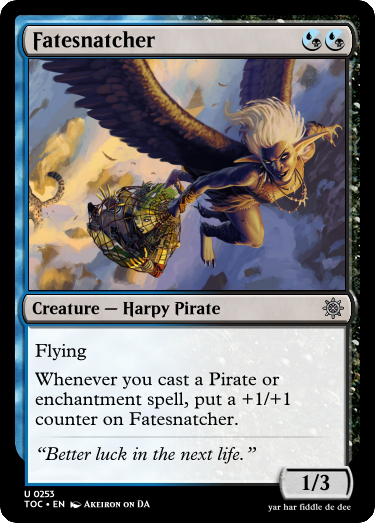 Fatesnatcher
Creature — Harpy Pirate
Flying
Whenever you cast a Pirate or
enchantment spell, put a +1/+1
counter on Fatesnatcher.
“Better luck in the next life.”
1/3
U 0253
TOC • EN Akeiron on DA
yar har fiddle de dee